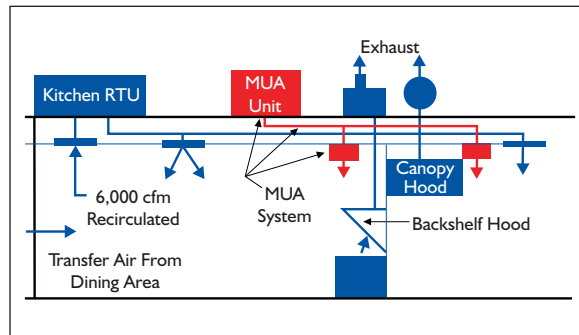 Exhaust
Kitchen RTU
MUA
Unit
Canopy
Hood
6,000 cfm
Recirculated
MUA
System
Backshelf Hood
Transfer Air From
Dining Area